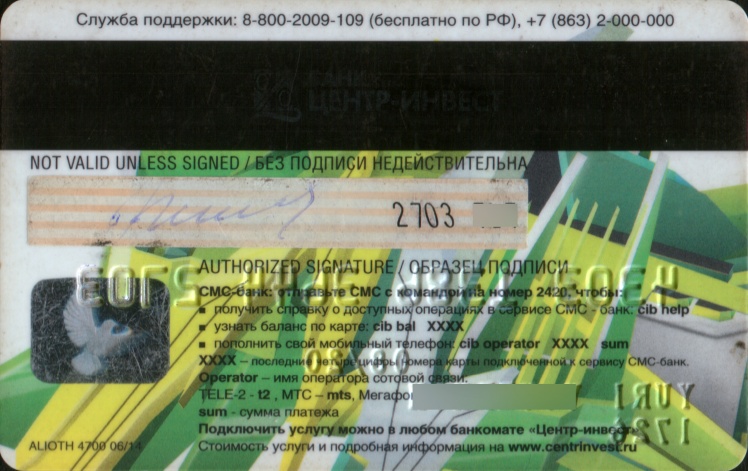 Служба поддержки: 8-800-2009-109 (бесплатно по РФ), +7 (863) 2-000-000
БАНК
ЦЕНТР-ИНВЕСТ
NOT VALID UNLESS SIGNED / БЕЗ ПОДПИСИ НЕДЕЙСТВИТЕЛЬНА
2703
AUTHORIZED SIGNATURE / ОБРАЗЕЦ ПОДПИСИ
СМС-банк: отправьте СМС с командой на номер 2420, чтобы:
▪ получить справку о доступных операциях в сервисе СМС - банк: cib help
▪ узнать баланс по карте: cib bal XXXX
▪ пополнить свой мобильный телефон: cib operator XXXX sum
XXXX – последние четыре цифры номера карты подключенной к сервису СМС-банк.
Operator – имя оператора сотовой связи:
TELE-2 - t2 , МТС – mts, Мегафо
sum - сумма платежа
YURI
Подключить услугу можно в любом банкомате «Центр-инвест»
ALIOTH 4700 06/14
Стоимость услуги и подробная информация на www.centrinvest.ru